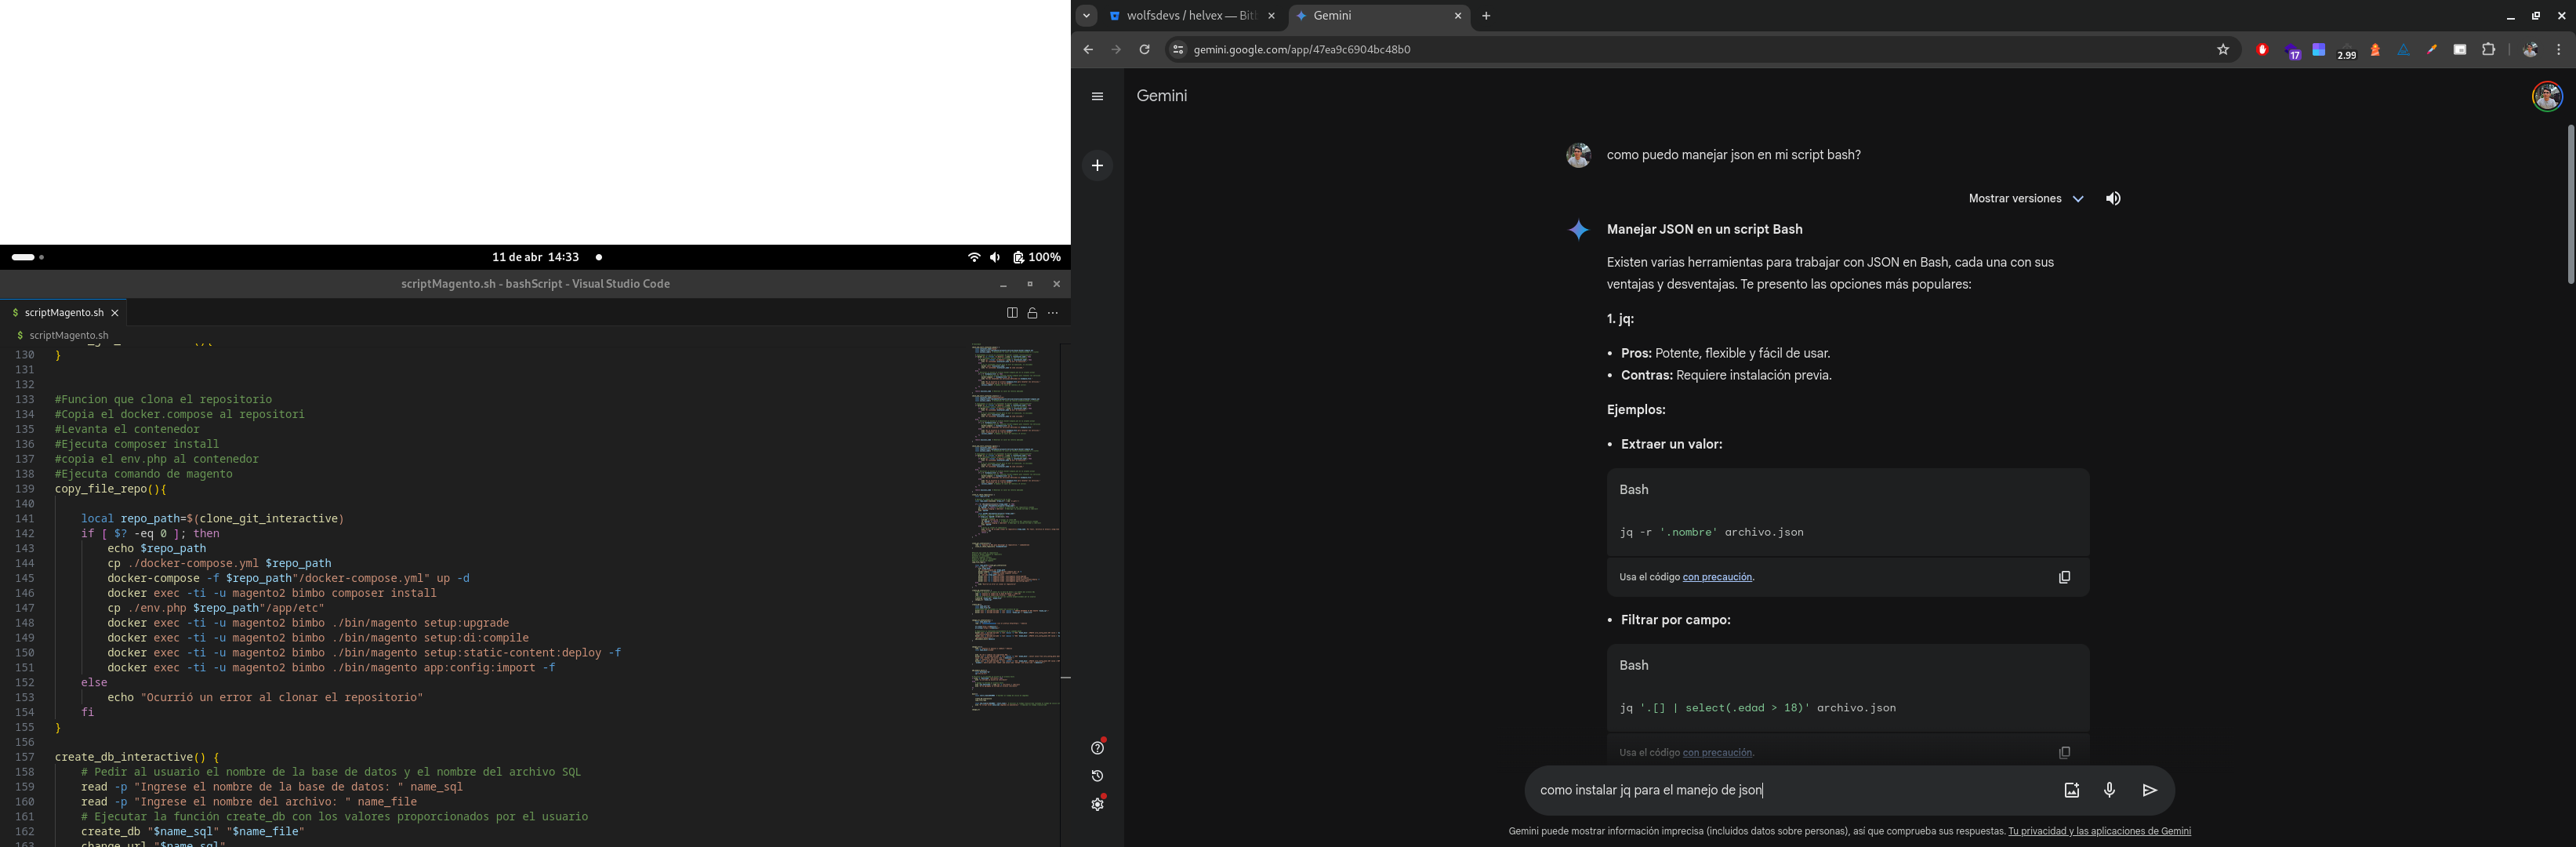 11 de abr 14:33
100%
scriptMagento.sh - bashScript - Visual Studio Code
$ scriptMagento.sh
$ scriptMagento.sh
130 }
131
132
133 #Funcion que clona el repositorio
134 #Copia el docker.compose al repositori
135 #Levanta el contenedor
136 #Ejecuta composer install
137 #copia el env.php al contenedor
138 #Ejecuta comando de magento
139 copy_file_repo(){
140
141 local repo_path=$(clone_git_interactive)
142 if [ $? -eq 0 ]; then
143 echo $repo_path
144 cp ./docker-compose.yml $repo_path
145 docker-compose -f $repo_path"/docker-compose.yml" up -d
146 docker exec -ti -u magento2 bimbo composer install
147 cp ./env.php $repo_path"/app/etc"
148 docker exec -ti -u magento2 bimbo ./bin/magento setup:upgrade
149 docker exec -ti -u magento2 bimbo ./bin/magento setup:di:compile
150 docker exec -ti -u magento2 bimbo ./bin/magento setup:static-content:deploy -f
151 docker exec -ti -u magento2 bimbo ./bin/magento app:config:import -f
152 else
153 echo "Ocurrió un error al clonar el repositorio"
154 fi
155 }
156
157 create_db_interactive() {
158 # Pedir al usuario el nombre de la base de datos y el nombre del archivo SQL
159 read -p "Ingrese el nombre de la base de datos: " name_sql
160 read -p "Ingrese el nombre del archivo: " name_file
161 # Ejecutar la función create_db con los valores proporcionados por el usuario
162 create_db "$name_sql" "$name_file"
163 change_url "$name_sql"
wolfsdevs / helvex — Bit
Gemini
gemini.google.com/app/47ea9c6904bc48b0
17
2.99
Gemini
como puedo manejar json en mi script bash?
Mostrar versiones
Manejar JSON en un script Bash
Existen varias herramientas para trabajar con JSON en Bash, cada una con sus
ventajas y desventajas. Te presento las opciones más populares:
1. jq:
• Pros: Potente, flexible y fácil de usar.
• Contras: Requiere instalación previa.
Ejemplos:
• Extraer un valor:
Bash
jq -r '.nombre' archivo.json
Usa el código con precaución.
• Filtrar por campo:
Bash
jq '.[] | select(.edad > 18)' archivo.json
Usa el código con precaución.
como instalar jq para el manejo de json
Gemini puede mostrar información imprecisa (incluidos datos sobre personas), así que comprueba sus respuestas. Tu privacidad y las aplicaciones de Gemini